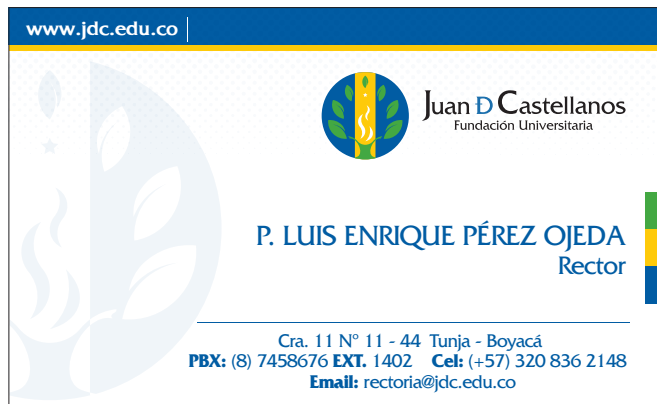 www.jdc.edu.co
Juan Ð Castellanos
Fundación Universitaria
P. LUIS ENRIQUE PÉREZ OJEDA
Rector
Cra. 11 N° 11 - 44 Tunja - Boyacá
PBX: (8) 7458676 EXT. 1402 Cel: (+57) 320 836 2148
Email: rectoria@jdc.edu.co